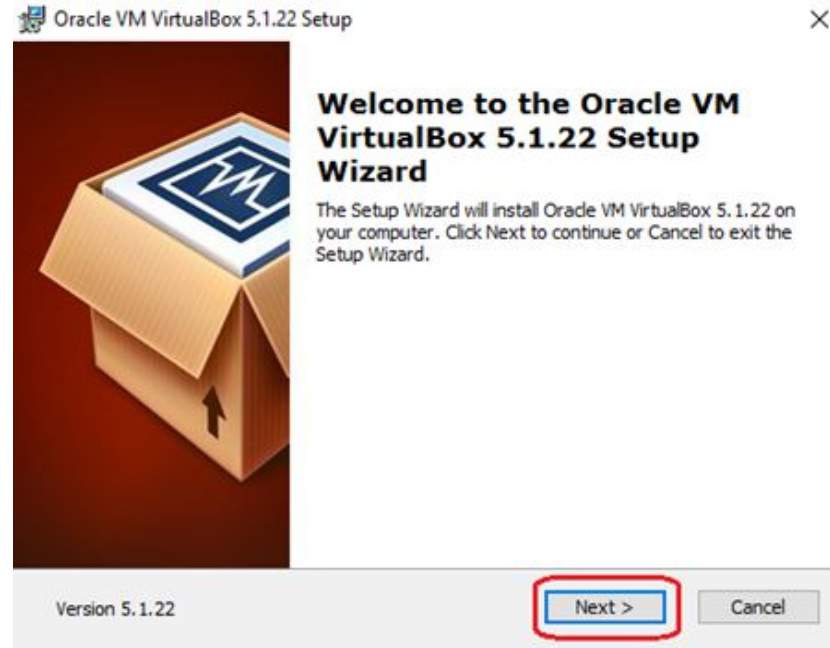 Oracle VM VirtualBox 5.1.22 Setup
Welcome to the Oracle VM
VirtualBox 5.1.22 Setup
Wizard
The Setup Wizard will install Oracle VM VirtualBox 5.1.22 on
your computer. Click Next to continue or Cancel to exit the
Setup Wizard.
Version 5.1.22
Next >
Cancel